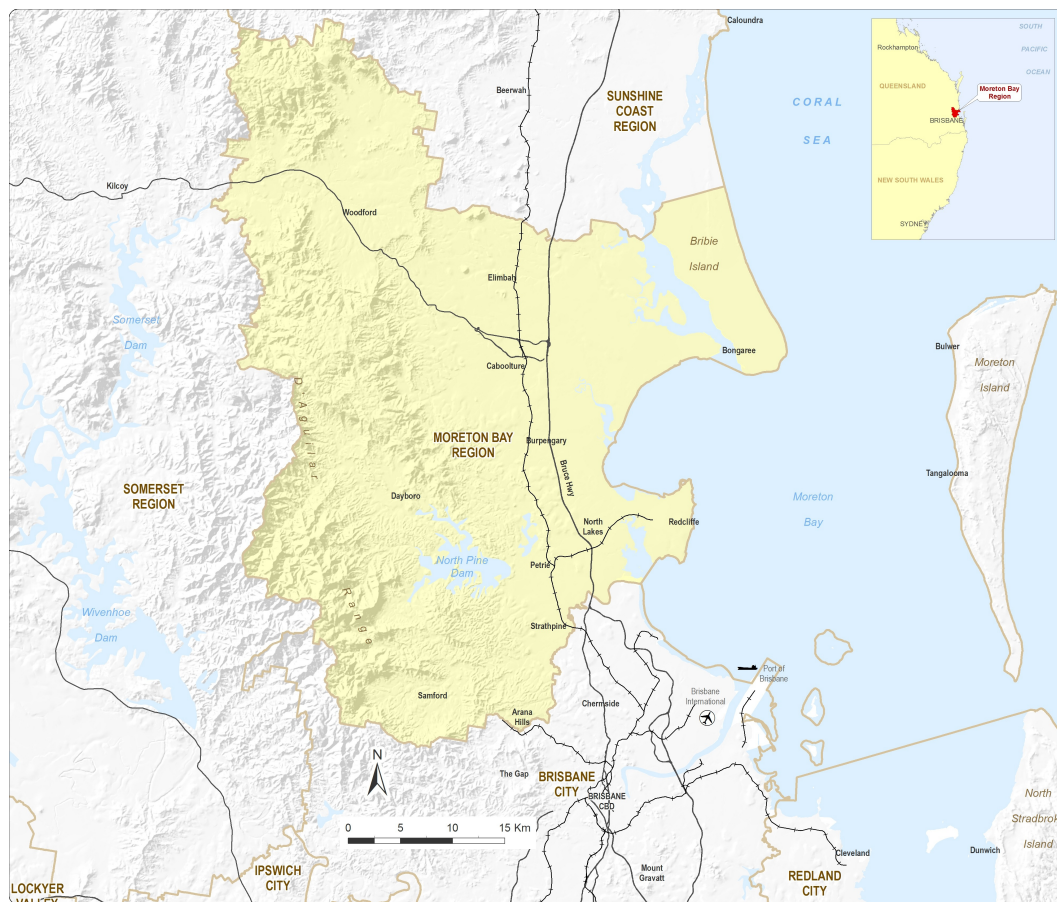 Caloundra
SOUTH
PACIFIC
OCEAN
Rockhampton
QUEENSLAND
Moreton Bay
Region
BRISBANE
NEW SOUTH WALES
SYDNEY
Beerwah
SUNSHINE
COAST
REGION
CORAL
SEA
Kilcoy
Woodford
Bribie
Island
Elimbah
Somerset
Dam
Bongaree
Bulwer
Caboolture
Moreton
Island
D'Aguilar
Range
MORETON BAY
REGION
Burpengary
Bruce Hwy
Tangalooma
SOMERSET
REGION
Dayboro
Moreton
Bay
North
Lakes
Redcliffe
North Pine
Dam
Petrie
Wivenhoe
Dam
Strathpine
Port of
Brisbane
Samford
Brisbane
International
Chermside
Arana
Hills
N
The Gap
BRISBANE
CITY
BRISBANE
CBD
North
Stradbrok
Island
0 5 10 15 Km
Cleveland
Dunwich
IPSWICH
CITY
Mount
Gravatt
REDLAND
CITY
LOCKYER
VALLEY